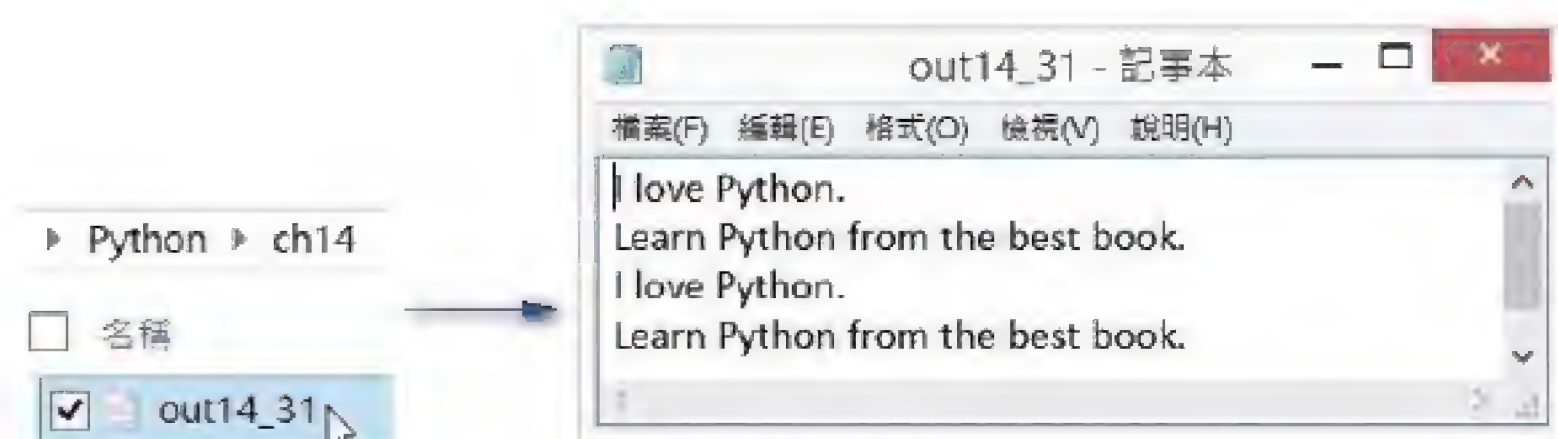 Python ch14
名稱
out14_31
out14_31 - 記事本
檔案(F) 編輯(E) 格式(O) 檢視(V) 說明(H)
I love Python.
Learn Python from the best book.
I love Python.
Learn Python from the best book.